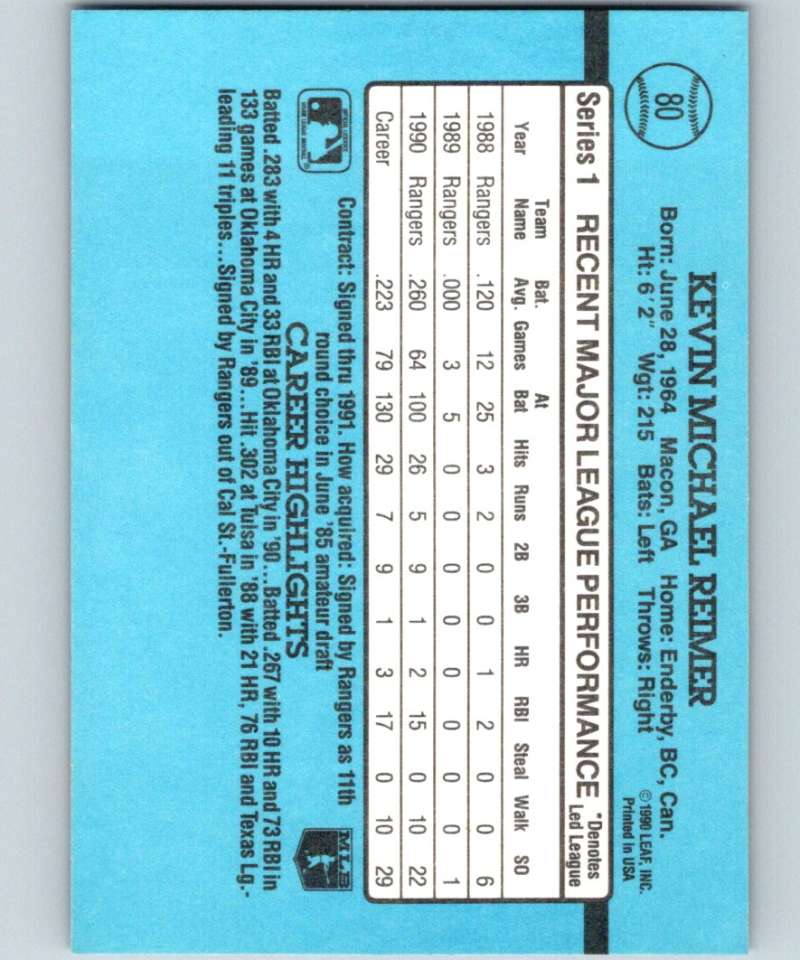 80
KEVIN MICHAEL REIMER
Born: June 28, 1964 Macon, GA Home: Enderby, BC, Can.
Ht: 6' 2" Wgt: 215 Bats: Left Throws: Right
©1990 LEAF, INC.
Printed in USA
Series 1 RECENT MAJOR LEAGUE PERFORMANCE *Denotes Led League
Year Team Name Bat. Avg. Games At Bat Hits Runs 2B 3B HR RBI Steal Walk SO
1988 Rangers .120 12 25 3 2 0 0 1 2 0 0 6
1989 Rangers .000 3 5 0 0 0 0 0 0 0 0 1
1990 Rangers .260 64 100 26 5 9 1 2 15 0 10 22
Career .223 79 130 29 7 9 1 3 17 0 10 29
Contract: Signed thru 1991. How acquired: Signed by Rangers as 11th
round choice in June '85 amateur draft
CAREER HIGHLIGHTS
MLB
Batted .283 with 4 HR and 33 RBI at Oklahoma City in '90...Batted .267 with 10 HR and 73 RBI in
133 games at Oklahoma City in '89...Hit .302 at Tulsa in '88 with 21 HR, 76 RBI and Texas Lg.-
leading 11 triples...Signed by Rangers out of Cal St.-Fullerton.